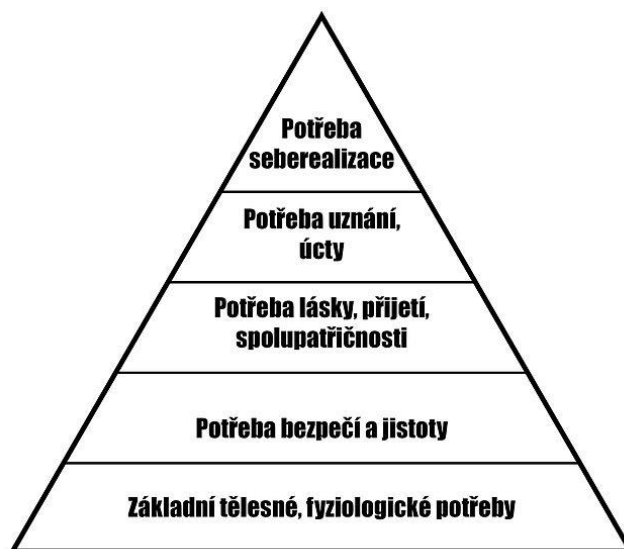 Potřeba
seberealizace
Potřeba uznání,
úcty
Potřeba lásky, přijetí,
spolupatřičnosti
Potřeba bezpečí a jistoty
Základní tělesné, fyziologické potřeby